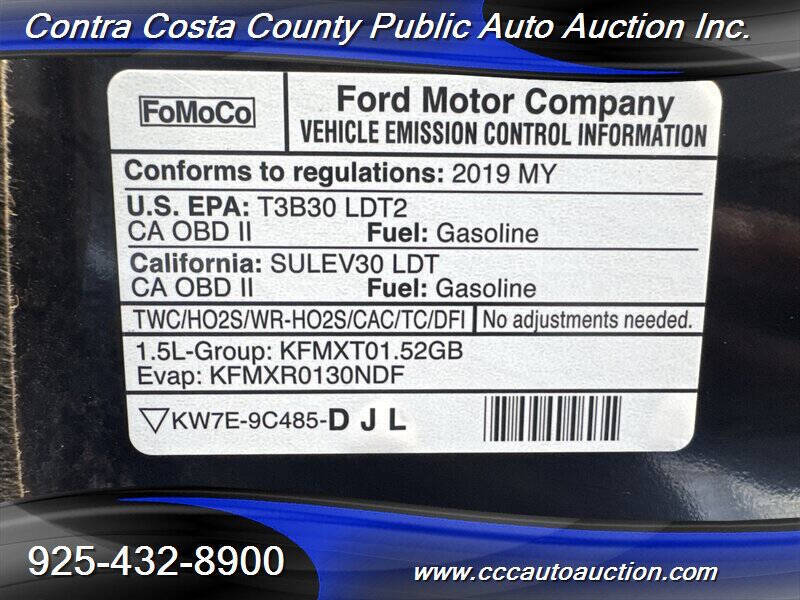 Contra Costa County Public Auto Auction Inc.
FoMoCo
Ford Motor Company
VEHICLE EMISSION CONTROL INFORMATION
Conforms to regulations: 2019 MY
U.S. EPA: T3B30 LDT2
CA OBD II Fuel: Gasoline
California: SULEV30 LDT
CA OBD II Fuel: Gasoline
TWC/HO2S/WR-HO2S/CAC/TC/DFI No adjustments needed.
1.5L-Group: KFMXT01.52GB
Evap: KFMXR0130NDF
KW7E-9C485-D J L
925-432-8900
www.cccautoauction.com